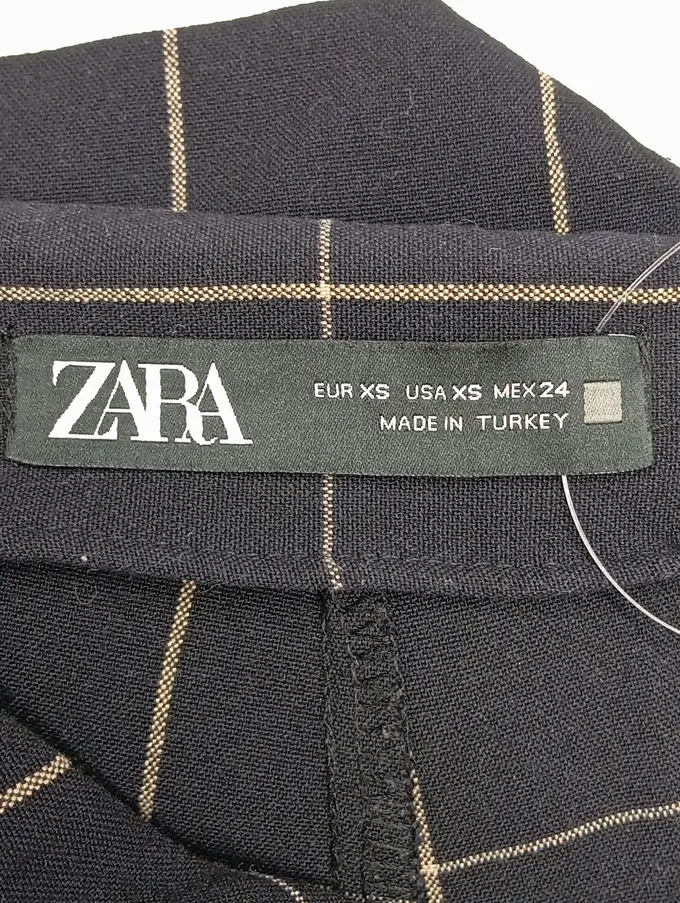 ZARA
EUR XS USA XS MEX 24
MADE IN TURKEY